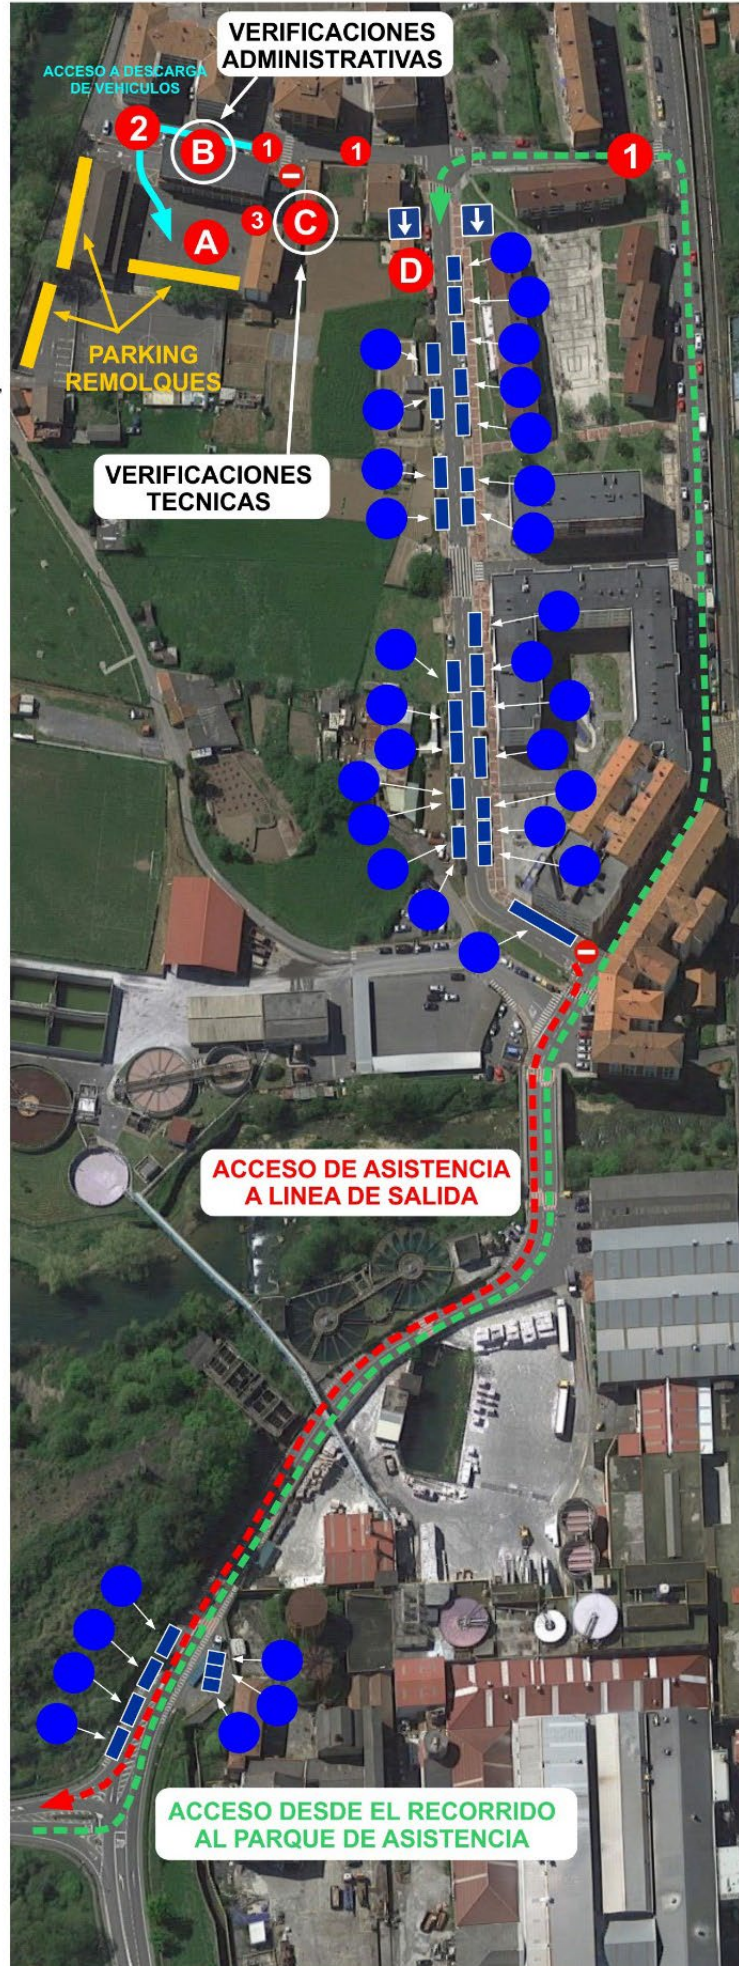 VERIFICACIONES
ADMINISTRATIVAS
ACCESO A DESCARGA
DE VEHICULOS
2
B
1
1
1
3
C
A
D
PARKING
REMOLQUES
VERIFICACIONES
TECNICAS
ACCESO DE ASISTENCIA
A LINEA DE SALIDA
ACCESO DESDE EL RECORRIDO
AL PARQUE DE ASISTENCIA